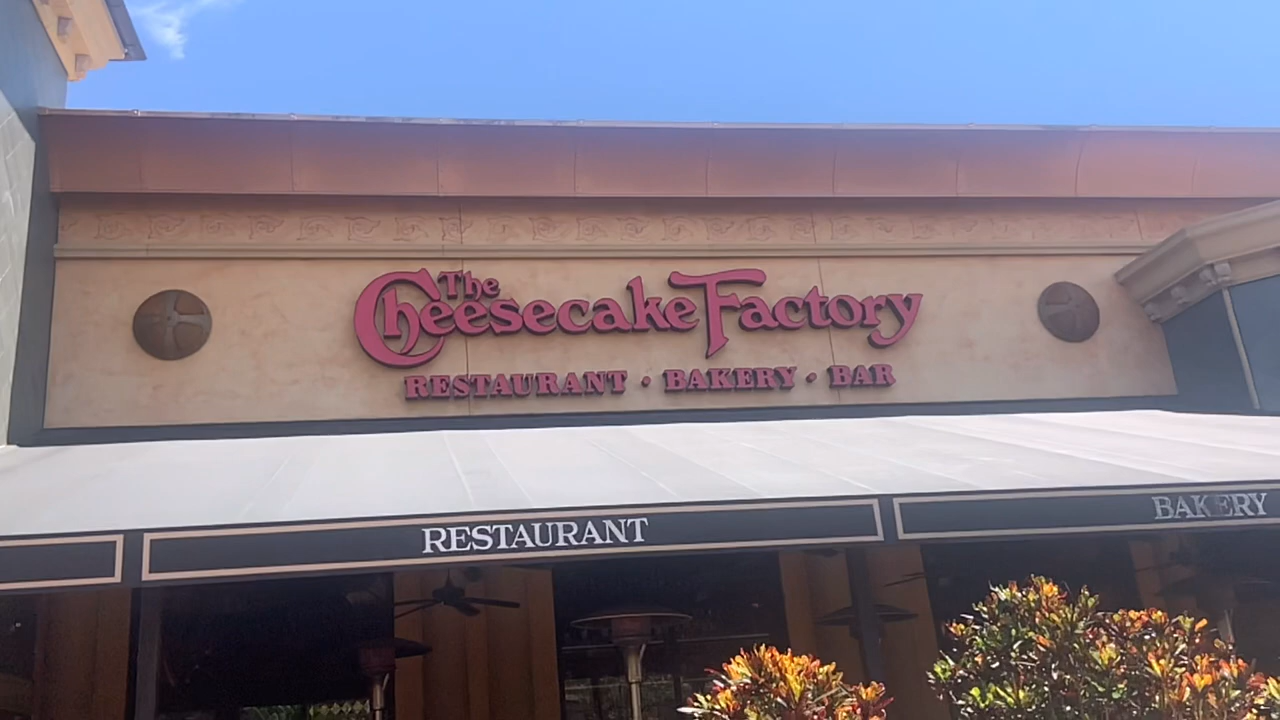 The
Cheesecake Factory
RESTAURANT · BAKERY · BAR
RESTAURANT
BAKERY